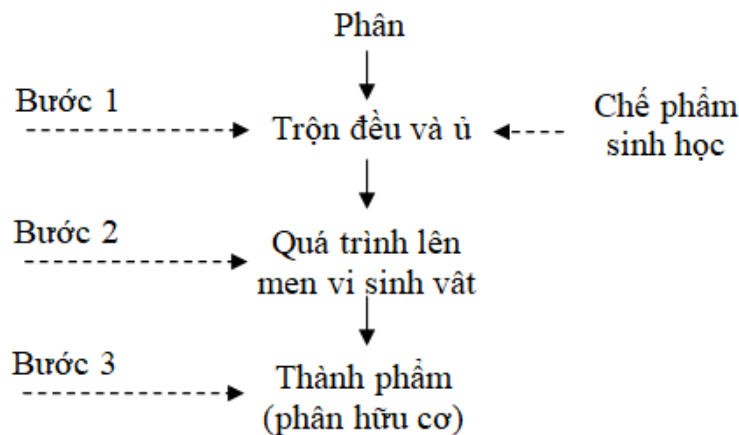 Phân
Bước 1
Trộn đều và ủ
Chế phẩm
sinh học
Bước 2
Quá trình lên
men vi sinh vât
Bước 3
Thành phẩm
(phân hữu cơ)